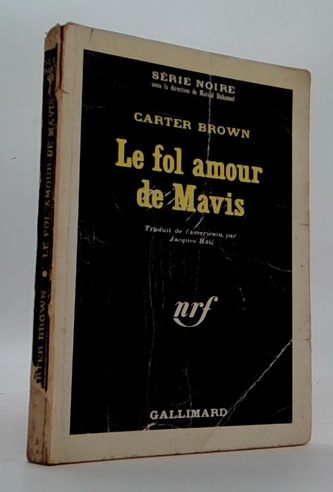 SÉRIE NOIRE
sous la direction de Marcel Duhamel
CARTER BROWN
Le fol amour
de Mavis
Traduit de l'américain par
Jacques Hall
nrf
GALLIMARD
RTER BROWN • LE FOL AMOUR DE MAVIS